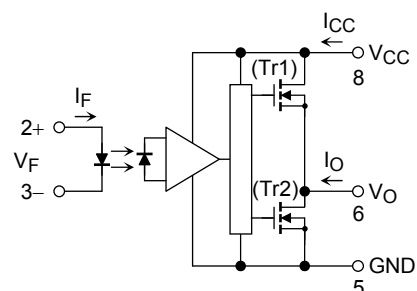 I_CC
(Tr1)
V_CC
8
I_F
2+
V_F
3−
I_O
(Tr2)
V_O
6
GND
5